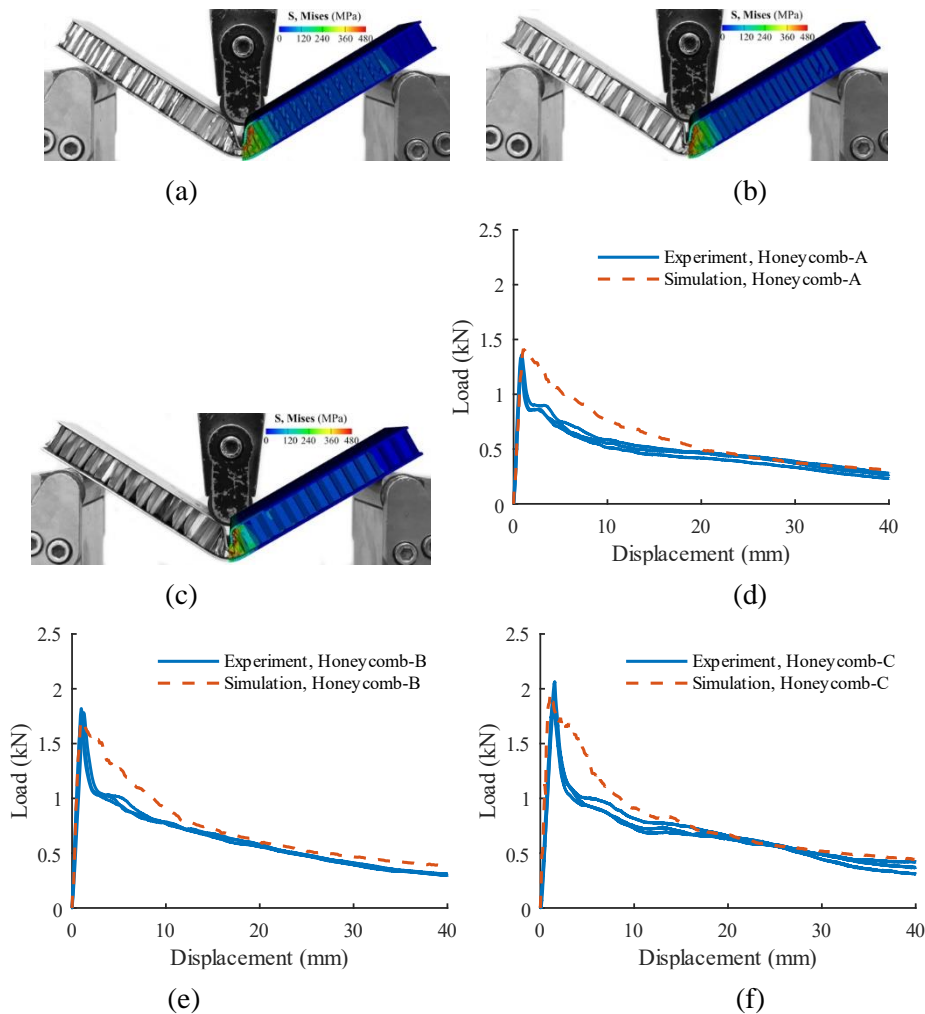 S, Mises (MPa)
0 120 240 360 480
S, Mises (MPa)
0 120 240 360 480
(a)
(b)
S, Mises (MPa)
0 120 240 360 480
(c)
2.5
2
1.5
1
0.5
0
Load (kN)
Experiment, Honeycomb-A
Simulation, Honeycomb-A
0 10 20 30 40
Displacement (mm)
(d)
2.5
2
1.5
1
0.5
0
Load (kN)
Experiment, Honeycomb-B
Simulation, Honeycomb-B
0 10 20 30 40
Displacement (mm)
(e)
2.5
2
1.5
1
0.5
0
Load (kN)
Experiment, Honeycomb-C
Simulation, Honeycomb-C
0 10 20 30 40
Displacement (mm)
(f)